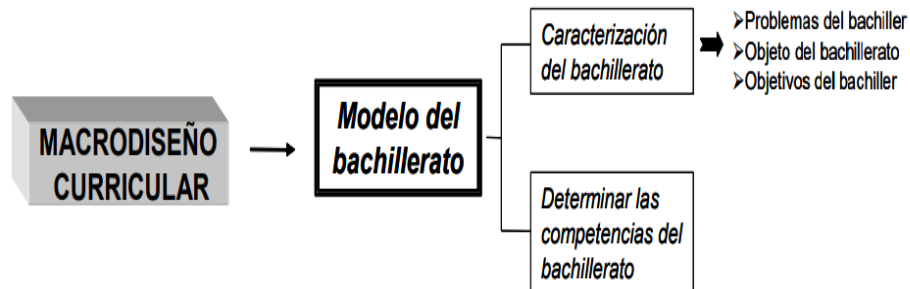 MACRODISEÑO
CURRICULAR
Modelo del
bachillerato
Caracterización
del bachillerato
➢Problemas del bachiller
➢Objeto del bachillerato
➢Objetivos del bachiller
Determinar las
competencias del
bachillerato